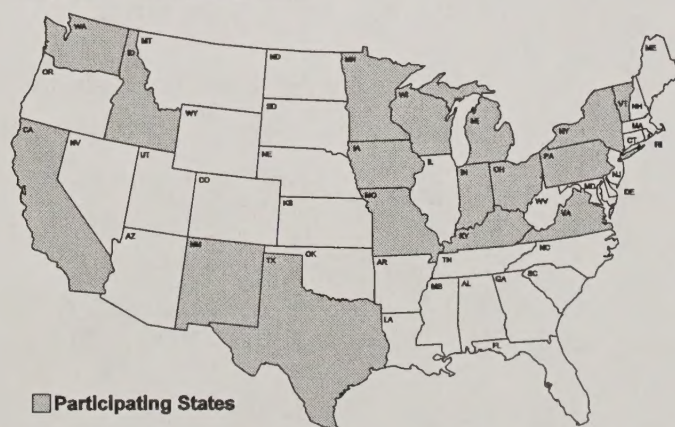 WA
MT
ME
ND
MN
OR
ID
VT
NH
WI
SD
MI
NY
MA
WY
CT
RI
CA
IA
PA
NV
NE
NJ
IL
IN
OH
UT
MD
DE
CO
MO
WV
VA
KS
KY
NC
AZ
NM
OK
TN
TX
AR
SC
MS
AL
GA
LA
FL
Participating States